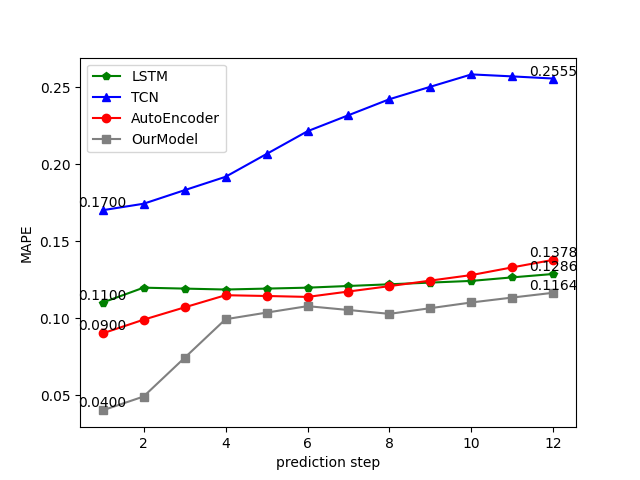 LSTM
TCN
AutoEncoder
OurModel
0.2555
0.1700
0.1378
0.1286
0.1164
0.1100
0.0900
0.0400
0.25
0.20
0.15
0.10
0.05
MAPE
2 4 6 8 10 12
prediction step